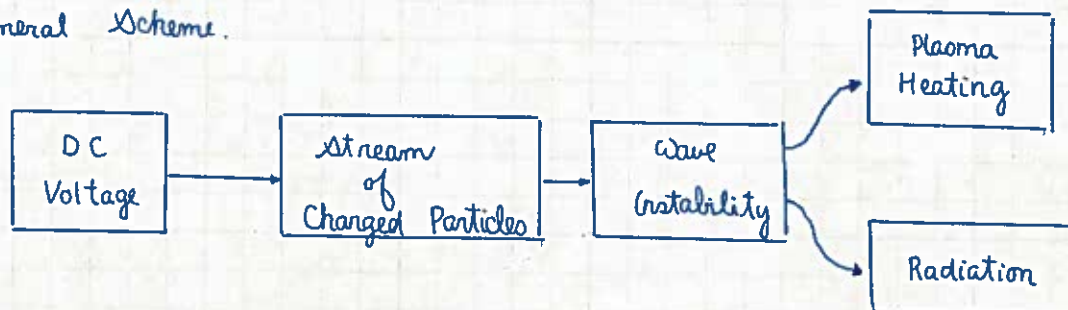 neral Scheme.
DC
Voltage
Stream
of
Charged Particles
Wave
Instability
Plasma
Heating
Radiation